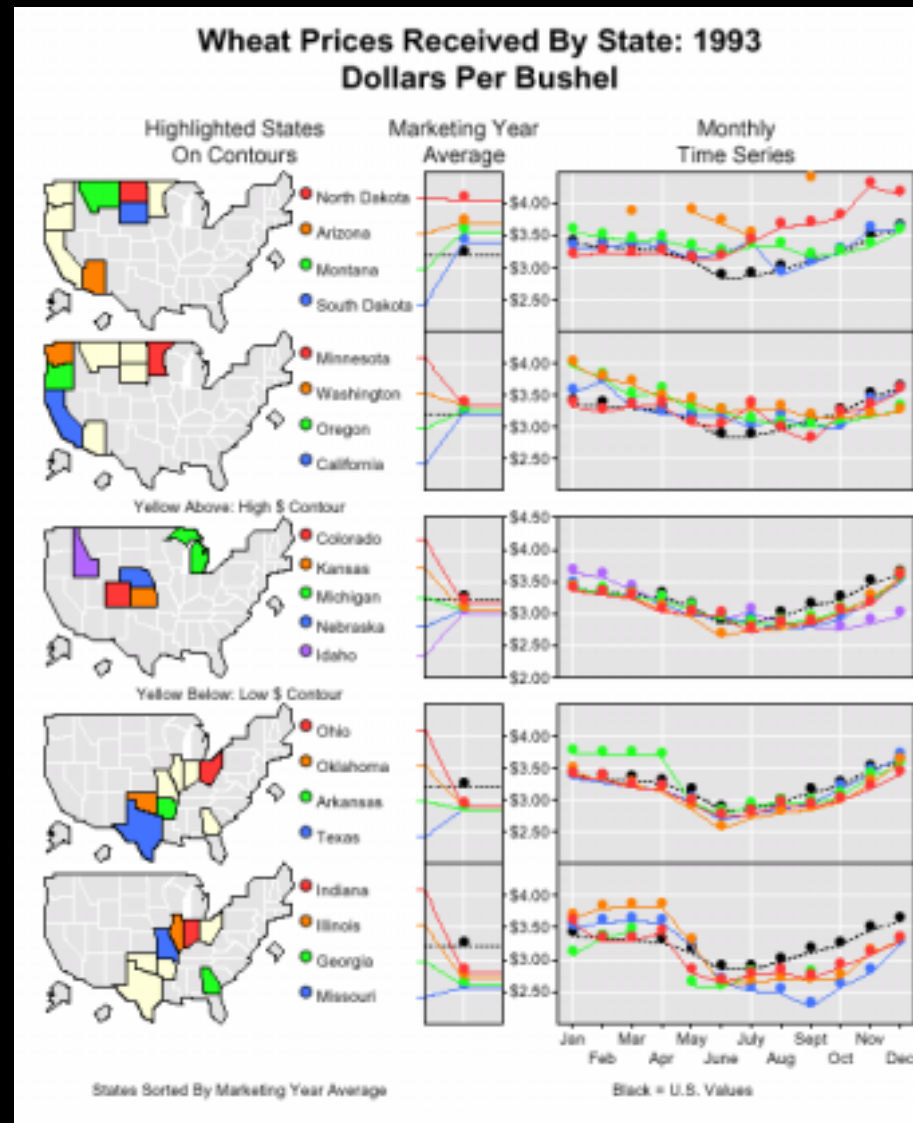 Wheat Prices Received By State: 1993
Dollars Per Bushel
Highlighted States
On Contours
Marketing Year
Average
Monthly
Time Series
North Dakota
Arizona
Montana
South Dakota
$4.00
$3.50
$3.00
$2.50
Minnesota
Washington
Oregon
California
$4.00
$3.50
$3.00
$2.50
Yellow Above: High $ Contour
Colorado
Kansas
Michigan
Nebraska
Idaho
$4.50
$4.00
$3.50
$3.00
$2.50
$2.00
Yellow Below: Low $ Contour
Ohio
Oklahoma
Arkansas
Texas
$4.00
$3.50
$3.00
$2.50
Indiana
Illinois
Georgia
Missouri
$4.00
$3.50
$3.00
$2.50
Jan Mar May July Sept Nov
Feb Apr June Aug Oct Dec
States Sorted By Marketing Year Average
Black = U.S. Values